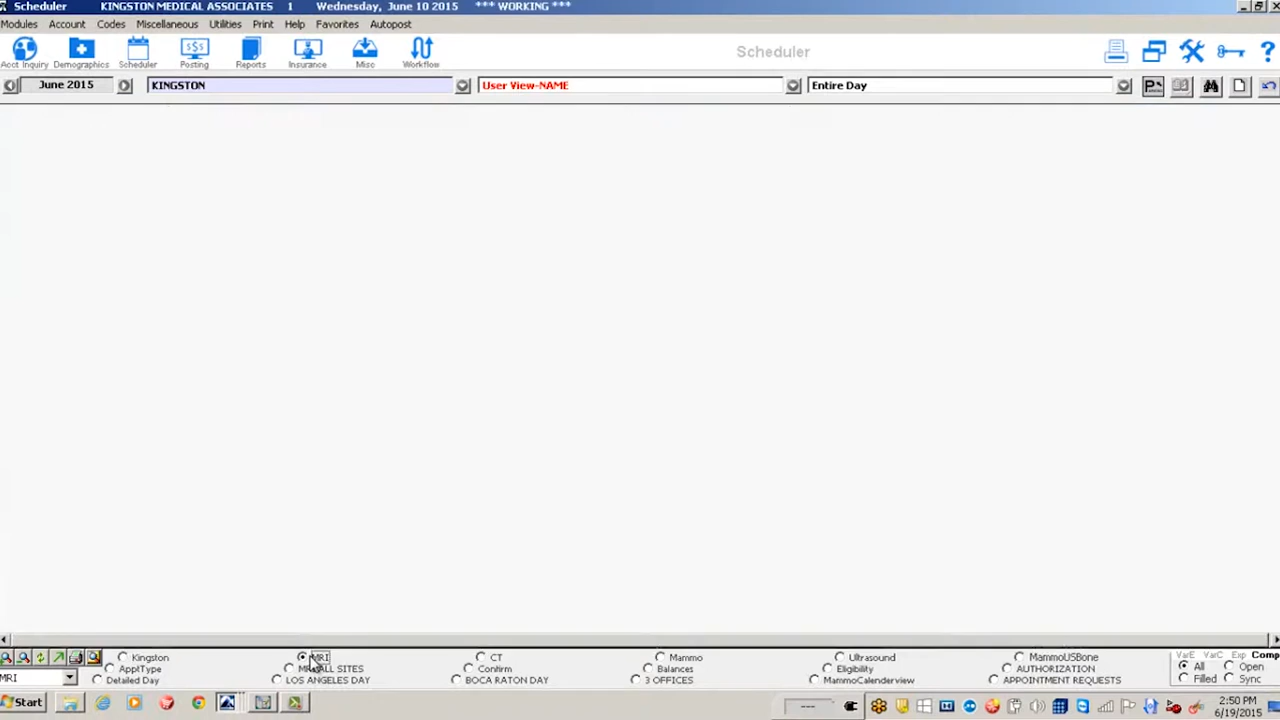 Scheduler KINGSTON MEDICAL ASSOCIATES 1 Wednesday, June 10 2015 *** WORKING ***
Modules Account Codes Miscellaneous Utilities Print Help Favorites Autopost
Acct Inquiry Demographics Scheduler Posting Reports Insurance Misc Workflow
Scheduler
June 2015 KINGSTON User View-NAME Entire Day
Kingston MRI CT Mammo Ultrasound MammoUSBone
VarE VarC Exp Comp
ApptType MRI ALL SITES Confirm Balances Eligibility AUTHORIZATION
All Open
MRI Detailed Day LOS ANGELES DAY BOCA RATON DAY 3 OFFICES MammoCalenderview APPOINTMENT REQUESTS
Filled Sync
Start
2:50 PM
6/19/2015